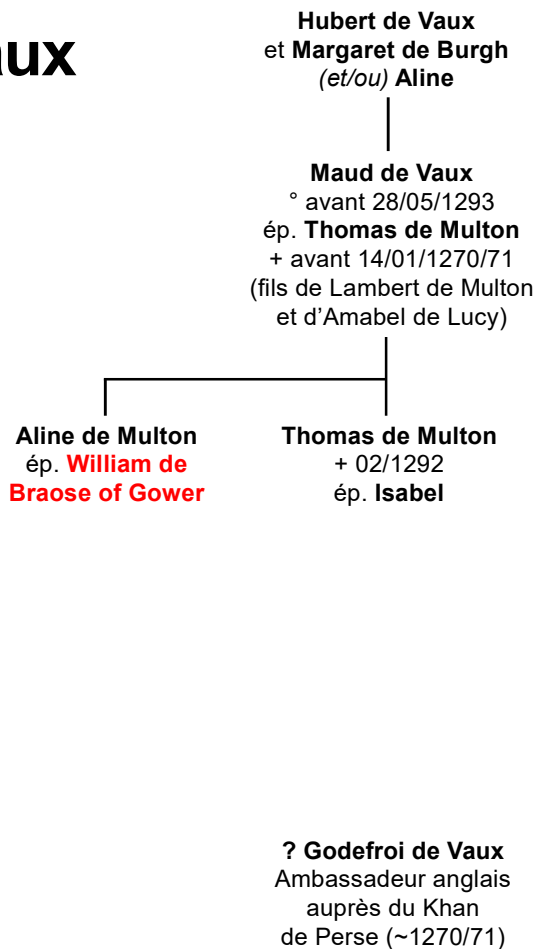 aux
Hubert de Vaux
et Margaret de Burgh
(et/ou) Aline
Maud de Vaux
° avant 28/05/1293
ép. Thomas de Multon
+ avant 14/01/1270/71
(fils de Lambert de Multon
et d’Amabel de Lucy)
Aline de Multon
ép. William de
Braose of Gower
Thomas de Multon
+ 02/1292
ép. Isabel
? Godefroi de Vaux
Ambassadeur anglais
auprès du Khan
de Perse (~1270/71)